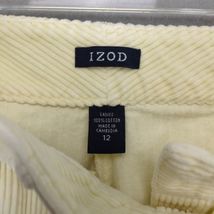 IZOD
LADIES
100% COTTON
MADE IN
CAMBODIA
12